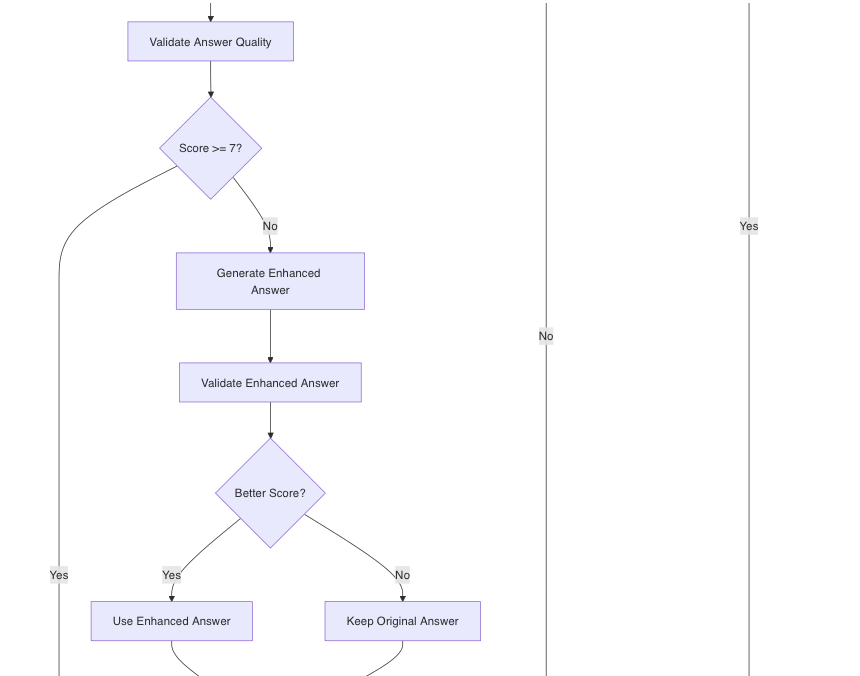 Validate Answer Quality
Score >= 7?
No
Yes
Generate Enhanced
Answer
No
Validate Enhanced Answer
Better Score?
Yes
Yes
No
Use Enhanced Answer
Keep Original Answer